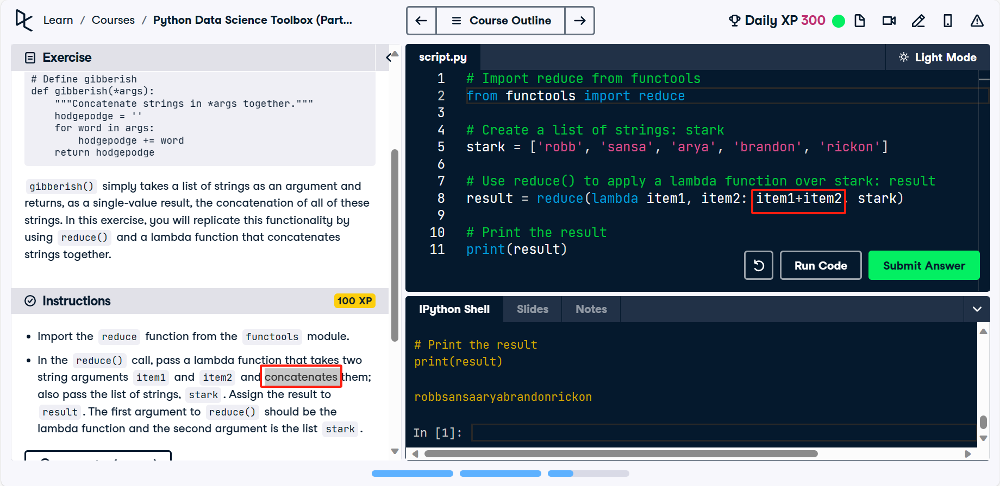 Learn / Courses / Python Data Science Toolbox (Part...
Course Outline
Daily XP 300
Exercise
# Define gibberish
def gibberish(*args):
    """Concatenate strings in *args together."""
    hodgepodge = ''
    for word in args:
        hodgepodge += word
    return hodgepodge
gibberish() simply takes a list of strings as an argument and
returns, as a single-value result, the concatenation of all of these
strings. In this exercise, you will replicate this functionality by
using reduce() and a lambda function that concatenates
strings together.
Instructions
100 XP
• Import the reduce function from the functools module.
• In the reduce() call, pass a lambda function that takes two
string arguments item1 and item2 and concatenates them;
also pass the list of strings, stark . Assign the result to
result . The first argument to reduce() should be the
lambda function and the second argument is the list stark .
script.py
Light Mode
1 # Import reduce from functools
2 from functools import reduce
3
4 # Create a list of strings: stark
5 stark = ['robb', 'sansa', 'arya', 'brandon', 'rickon']
6
7 # Use reduce() to apply a lambda function over stark: result
8 result = reduce(lambda item1, item2: item1+item2, stark)
9
10 # Print the result
11 print(result)
Run Code
Submit Answer
IPython Shell
Slides
Notes
# Print the result
print(result)
robbsansaaryabrandonrickon
In [1]: